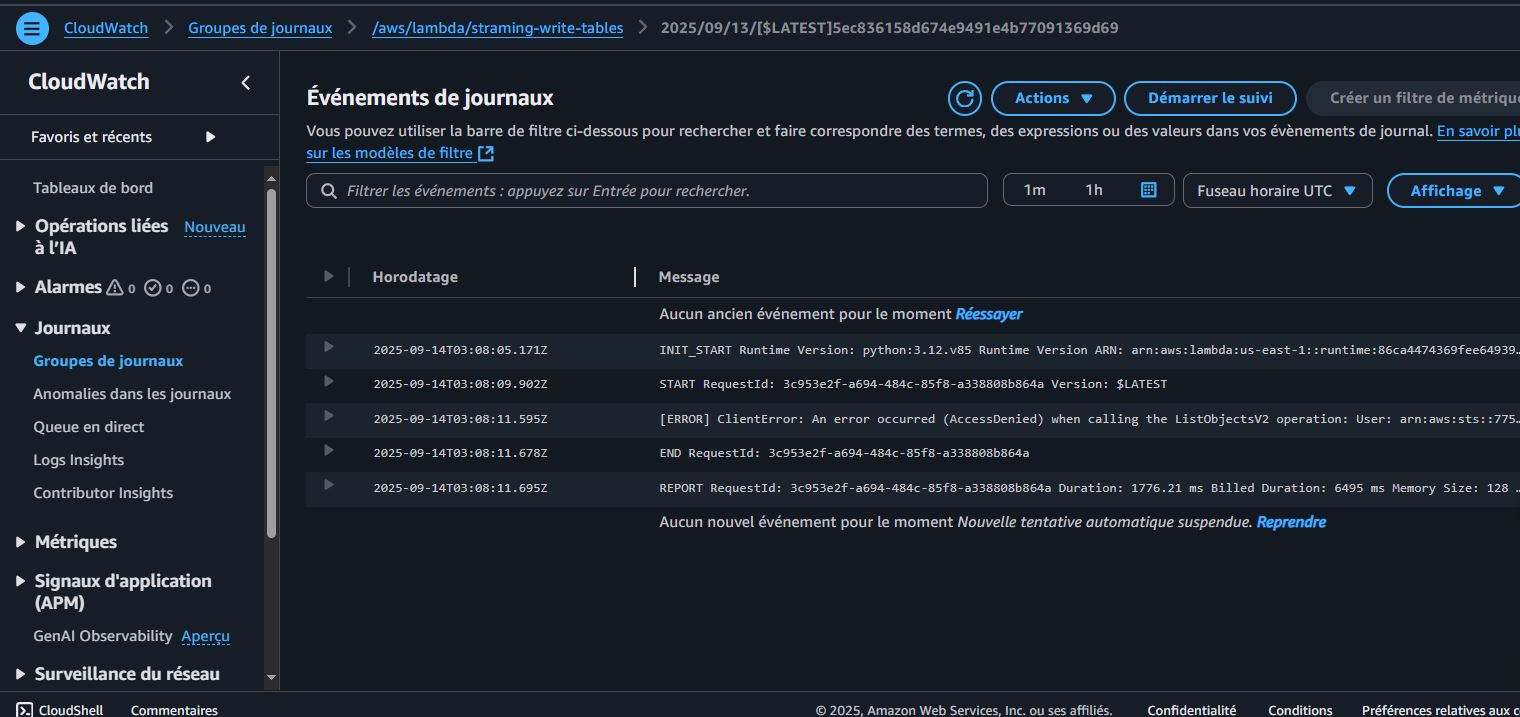 CloudWatch > Groupes de journaux > /aws/lambda/straming-write-tables > 2025/09/13/[$LATEST]5ec836158d674e9491e4b77091369d69
CloudWatch
Favoris et récents
Tableaux de bord
Opérations liées
à l'IA
Nouveau
Alarmes 0 0 0
Journaux
Groupes de journaux
Anomalies dans les journaux
Queue en direct
Logs Insights
Contributor Insights
Métriques
Signaux d'application
(APM)
GenAI Observability Aperçu
Surveillance du réseau
Événements de journaux
Actions
Démarrer le suivi
Créer un filtre de métrique
Vous pouvez utiliser la barre de filtre ci-dessous pour rechercher et faire correspondre des termes, des expressions ou des valeurs dans vos évènements de journal. En savoir plu
sur les modèles de filtre
Filtrer les événements : appuyez sur Entrée pour rechercher.
1m 1h
Fuseau horaire UTC
Affichage
Horodatage Message
Aucun ancien événement pour le moment Réessayer
2025-09-14T03:08:05.171Z INIT_START Runtime Version: python:3.12.v85 Runtime Version ARN: arn:aws:lambda:us-east-1::runtime:86ca4474369fee64939…
2025-09-14T03:08:09.902Z START RequestId: 3c953e2f-a694-484c-85f8-a338808b864a Version: $LATEST
2025-09-14T03:08:11.595Z [ERROR] ClientError: An error occurred (AccessDenied) when calling the ListObjectsV2 operation: User: arn:aws:sts::775…
2025-09-14T03:08:11.678Z END RequestId: 3c953e2f-a694-484c-85f8-a338808b864a
2025-09-14T03:08:11.695Z REPORT RequestId: 3c953e2f-a694-484c-85f8-a338808b864a Duration: 1776.21 ms Billed Duration: 6495 ms Memory Size: 128 …
Aucun nouvel événement pour le moment Nouvelle tentative automatique suspendue. Reprendre
CloudShell Commentaires © 2025, Amazon Web Services, Inc. ou ses affiliés. Confidentialité Conditions Préférences relatives aux c